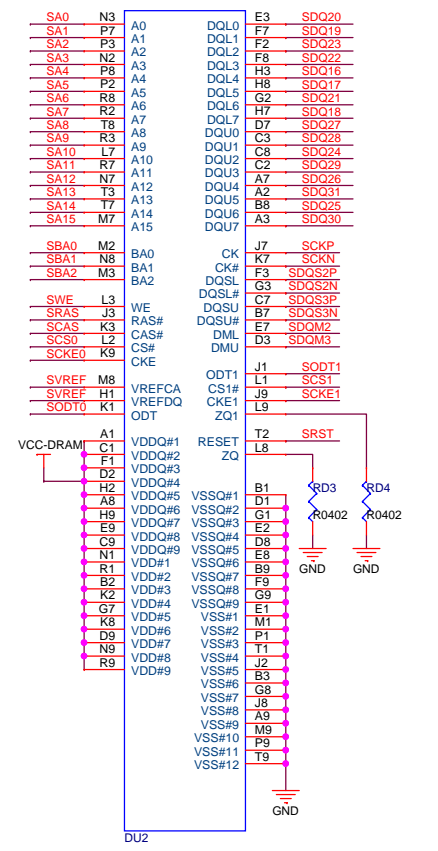 SA0 N3 A0 DQL0 E3 SDQ20
SA1 P7 A1 DQL1 F7 SDQ19
SA2 P3 A2 DQL2 F2 SDQ23
SA3 N2 A3 DQL3 F8 SDQ22
SA4 P8 A4 DQL4 H3 SDQ16
SA5 P2 A5 DQL5 H8 SDQ17
SA6 R8 A6 DQL6 G2 SDQ21
SA7 R2 A7 DQL7 H7 SDQ18
SA8 T8 A8 DQU0 D7 SDQ27
SA9 R3 A9 DQU1 C3 SDQ28
SA10 L7 A10 DQU2 C8 SDQ24
SA11 R7 A11 DQU3 C2 SDQ29
SA12 N7 A12 DQU4 A7 SDQ26
SA13 T3 A13 DQU5 A2 SDQ31
SA14 T7 A14 DQU6 B8 SDQ25
SA15 M7 A15 DQU7 A3 SDQ30
SBA0 M2 BA0 CK J7 SCKP
SBA1 N8 BA1 CK# K7 SCKN
SBA2 M3 BA2 DQSL F3 SDQS2P
DQSL# G3 SDQS2N
SWE L3 WE DQSU C7 SDQS3P
SRAS J3 RAS# DQSU# B7 SDQS3N
SCAS K3 CAS# DML E7 SDQM2
SCS0 L2 CS# DMU D3 SDQM3
SCKE0 K9 CKE
ODT1 J1 SODT1
SVREF M8 VREFCA CS1# L1 SCS1
SVREF H1 VREFDQ CKE1 J9 SCKE1
SODT0 K1 ODT ZQ1 L9
VCC-DRAM A1 VDDQ#1 RESET T2 SRST
C1 VDDQ#2 ZQ L8
F1 VDDQ#3
D2 VDDQ#4
H2 VDDQ#5 VSSQ#1 B1 RD3 RD4
A8 VDDQ#6 VSSQ#2 D1
H9 VDDQ#7 VSSQ#3 G1 R0402 R0402
E9 VDDQ#8 VSSQ#4 E2
C9 VDDQ#9 VSSQ#5 D8
N1 VDD#1 VSSQ#6 E8
R1 VDD#2 VSSQ#7 B9 GND GND
B2 VDD#3 VSSQ#8 F9
K2 VDD#4 VSSQ#9 G9
G7 VDD#5 VSS#1 E1
K8 VDD#6 VSS#2 M1
D9 VDD#7 VSS#3 P1
N9 VDD#8 VSS#4 T1
R9 VDD#9 VSS#5 J2
VSS#6 B3
VSS#7 G8
VSS#8 J8
VSS#9 A9
VSS#10 M9
VSS#11 P9
VSS#12 T9
GND
DU2